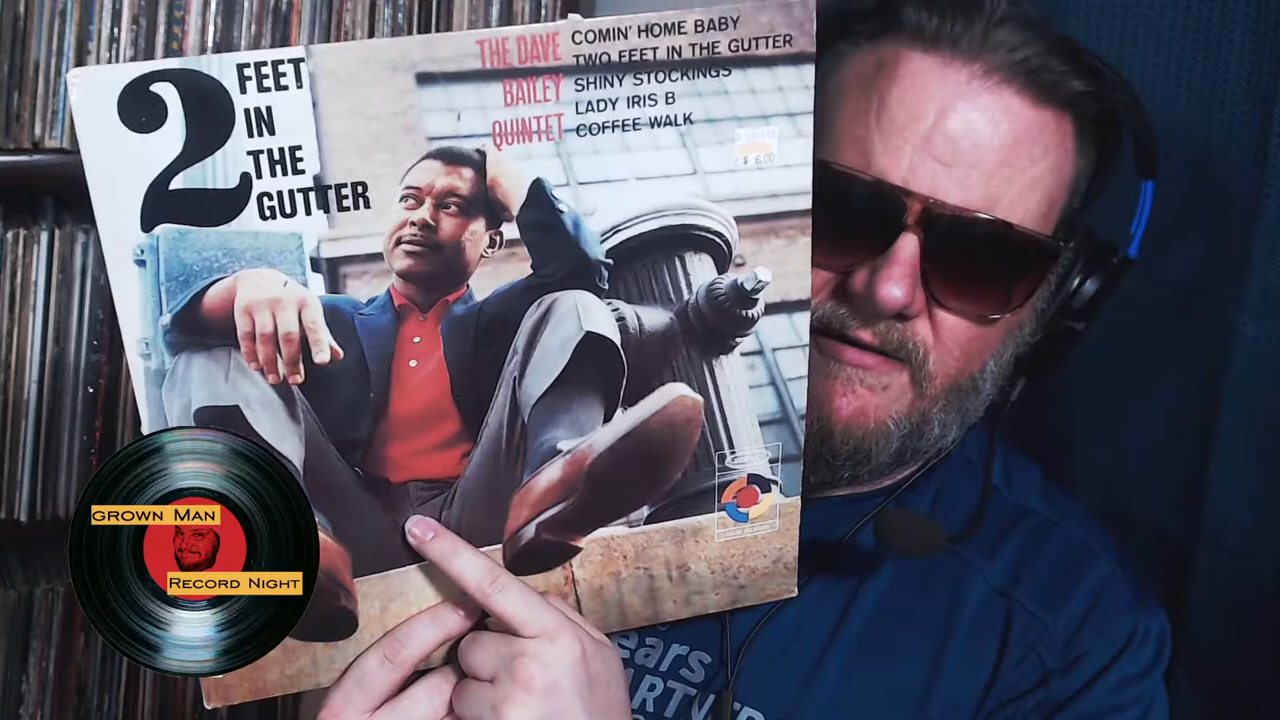 2 FEET
IN
THE
GUTTER
THE DAVE
BAILEY
QUINTET
COMIN' HOME BABY
TWO FEET IN THE GUTTER
SHINY STOCKINGS
LADY IRIS B
COFFEE WALK
$ 6.00
GROWN MAN
RECORD NIGHT
ears